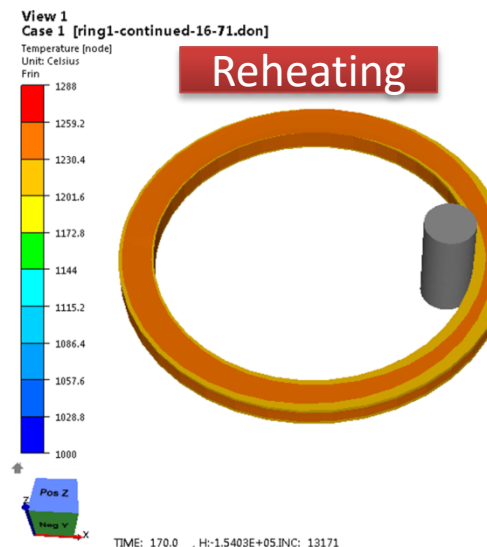 View 1
Case 1 [ring1-continued-16-71.don]
Temperature [node]
Unit: Celsius
Frin
Reheating
1288
1259.2
1230.4
1201.6
1172.8
1144
1115.2
1086.4
1057.6
1028.8
1000
Pos Z
Z
Neg Y
X
TIME: 170.0 , H:-1.5403E+05,INC: 13171